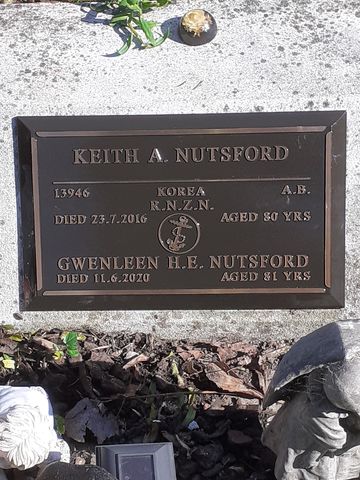 KEITH A. NUTSFORD
13946 KOREA A.B.
R.N.Z.N.
DIED 23.7.2016 AGED 80 YRS
GWENLEEN H.E. NUTSFORD
DIED 11.6.2020 AGED 81 YRS